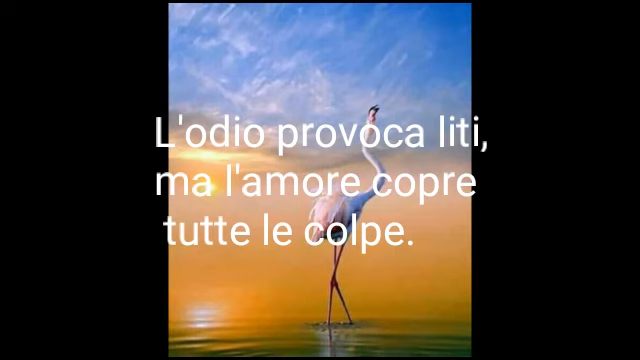 L'odio provoca liti,
ma l'amore copre
tutte le colpe.